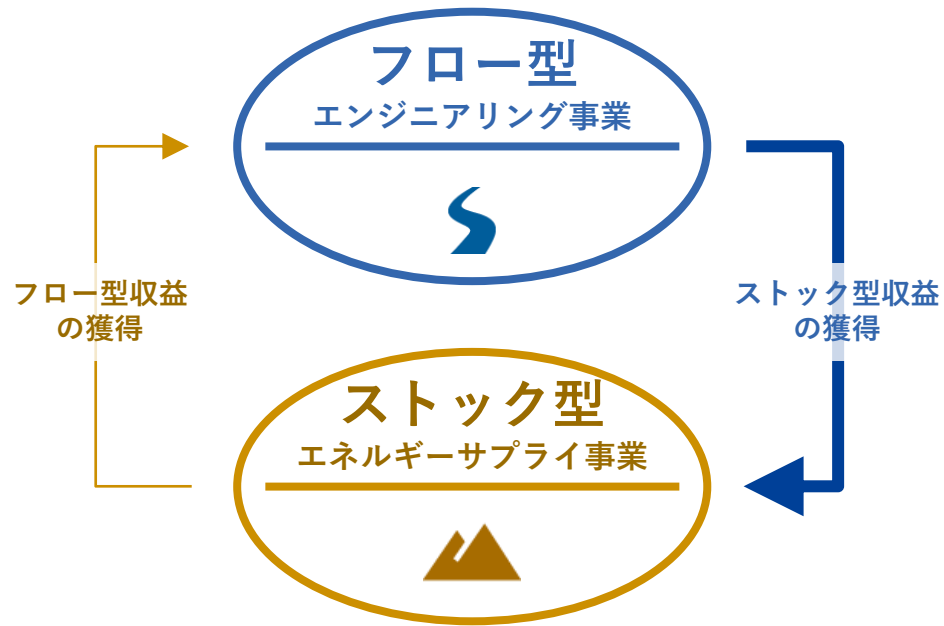 フロー型
エンジニアリング事業
フロー型収益
の獲得
ストック型収益
の獲得
ストック型
エネルギーサプライ事業